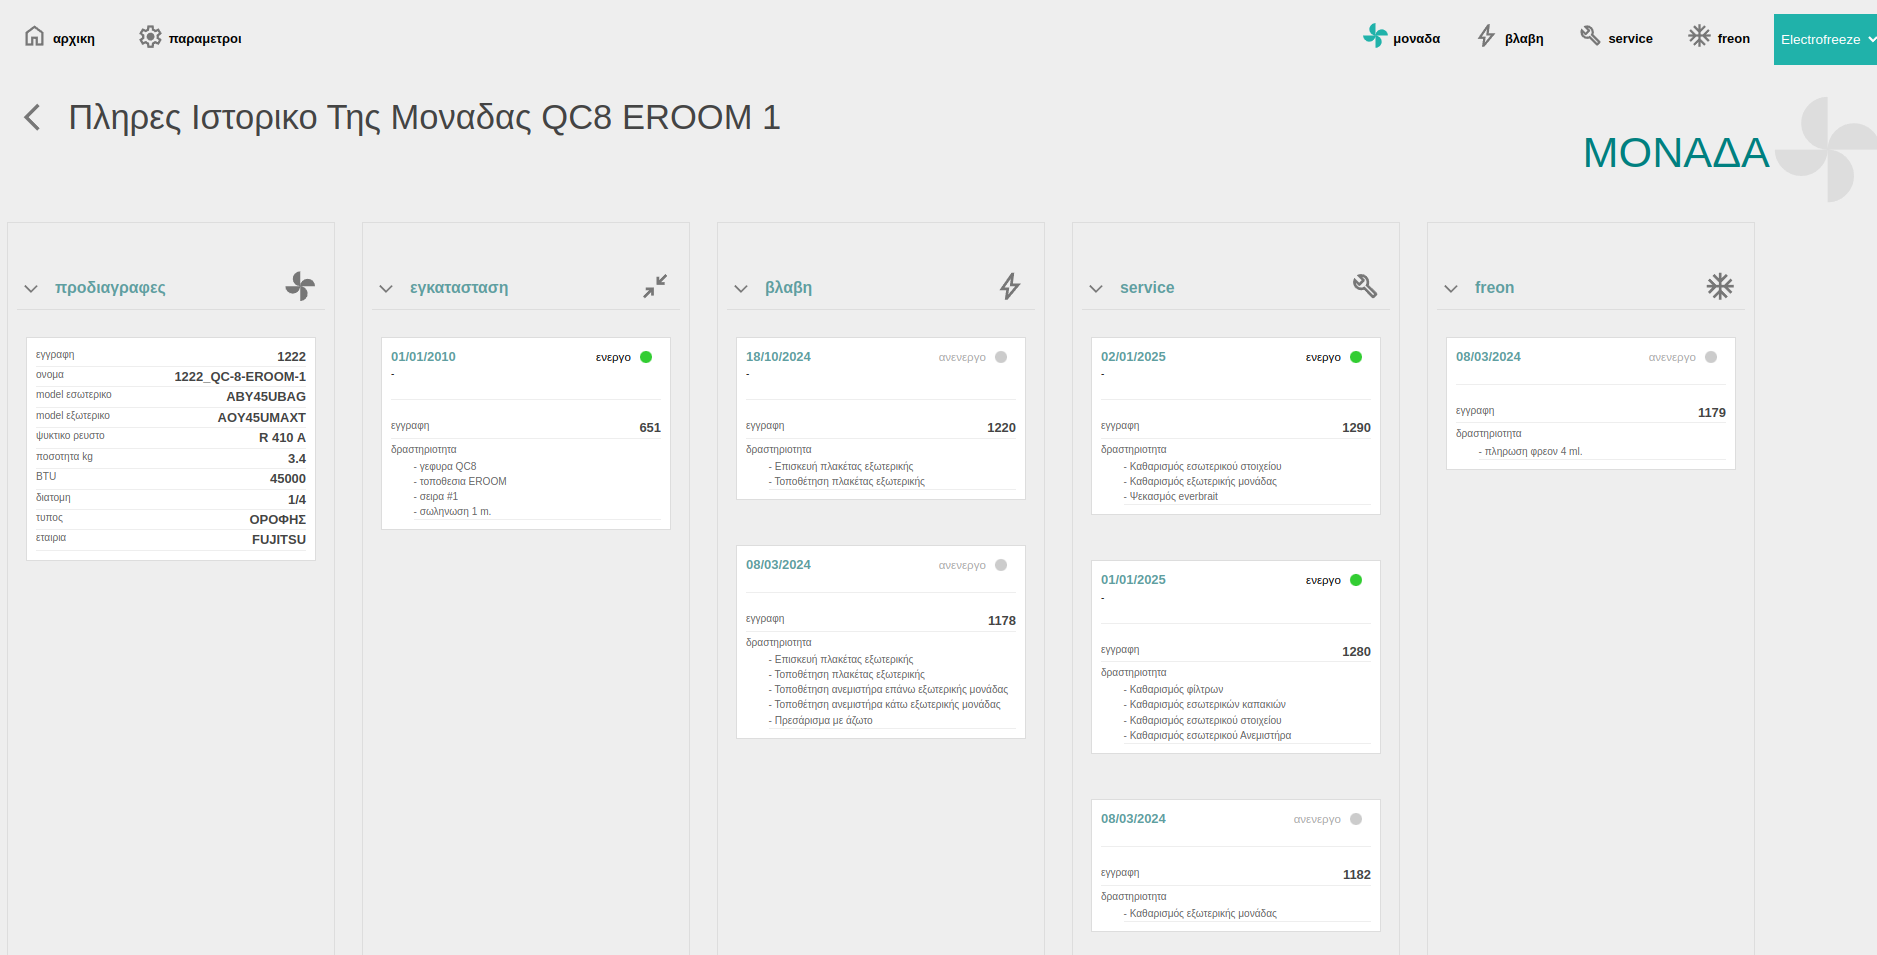 αρχικη
παραμετροι
μοναδα
βλαβη
service
freon
Electrofreeze
Πληρες Ιστορικο Της Μοναδας QC8 EROOM 1
ΜΟΝΑΔΑ
προδιαγραφες
εγγραφη 1222
ονομα 1222_QC-8-EROOM-1
model εσωτερικο ABY45UBAG
model εξωτερικο AOY45UMAXT
ψυκτικο ρευστο R 410 A
ποσοτητα kg 3.4
BTU 45000
διατομη 1/4
τυπος ΟΡΟΦΗΣ
εταιρια FUJITSU
εγκατασταση
01/01/2010 ενεργο
-
εγγραφη 651
δραστηριοτητα
- γεφυρα QC8
- τοποθεσια EROOM
- σειρα #1
- σωληνωση 1 m.
βλαβη
18/10/2024 ανενεργο
-
εγγραφη 1220
δραστηριοτητα
- Επισκευή πλακέτας εξωτερικής
- Τοποθέτηση πλακέτας εξωτερικής
08/03/2024 ανενεργο
εγγραφη 1178
δραστηριοτητα
- Επισκευή πλακέτας εξωτερικής
- Τοποθέτηση πλακέτας εξωτερικής
- Τοποθέτηση ανεμιστήρα επάνω εξωτερικής μονάδας
- Τοποθέτηση ανεμιστήρα κάτω εξωτερικής μονάδας
- Πρεσάρισμα με άζωτο
service
02/01/2025 ενεργο
-
εγγραφη 1290
δραστηριοτητα
- Καθαρισμός εσωτερικού στοιχείου
- Καθαρισμός εξωτερικής μονάδας
- Ψεκασμός everbrait
01/01/2025 ενεργο
-
εγγραφη 1280
δραστηριοτητα
- Καθαρισμός φίλτρων
- Καθαρισμός εσωτερικών καπακιών
- Καθαρισμός εσωτερικού στοιχείου
- Καθαρισμός εσωτερικού Ανεμιστήρα
08/03/2024 ανενεργο
εγγραφη 1182
δραστηριοτητα
- Καθαρισμός εξωτερικής μονάδας
freon
08/03/2024 ανενεργο
εγγραφη 1179
δραστηριοτητα
- πληρωση φρεον 4 ml.